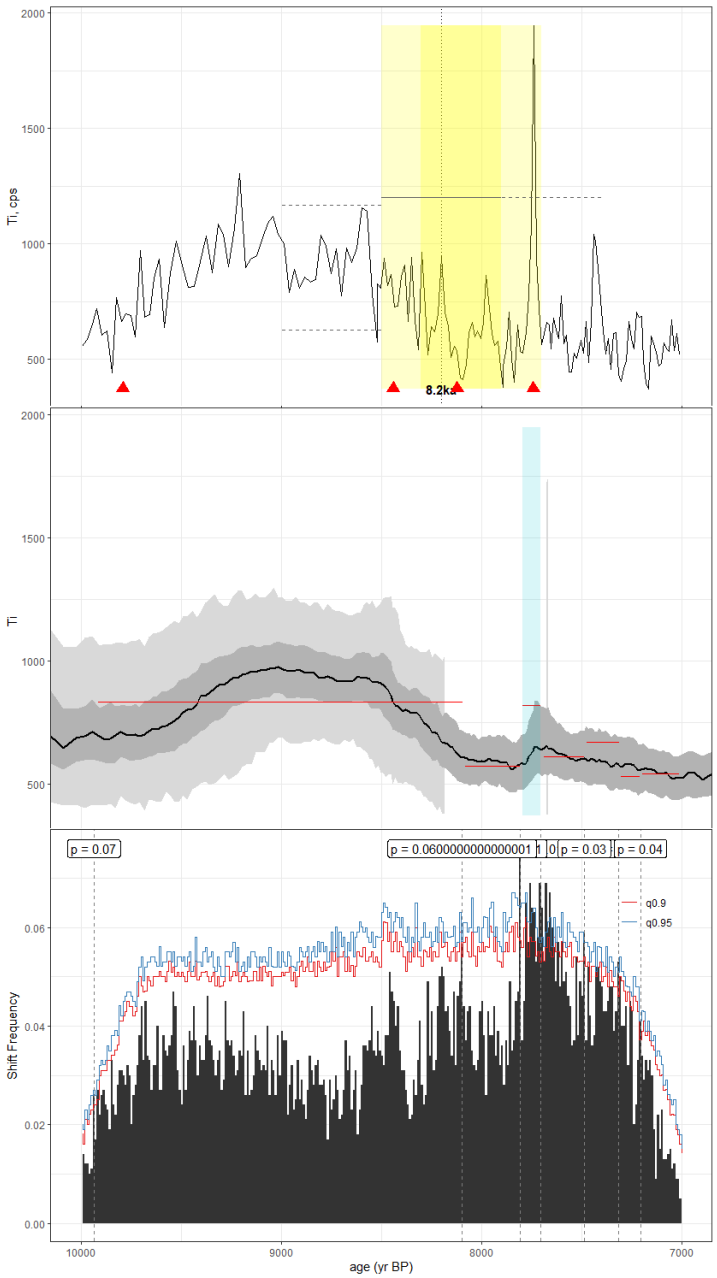 2000
1500
1000
500
Ti, cps
8.2ka
2000
1500
1000
500
Ti
p = 0.07
p = 0.0600000000000001
p = 0.03
p = 0.04
q0.9
q0.95
0.06
0.04
0.02
0.00
Shift Frequency
10000 9000 8000 7000
age (yr BP)